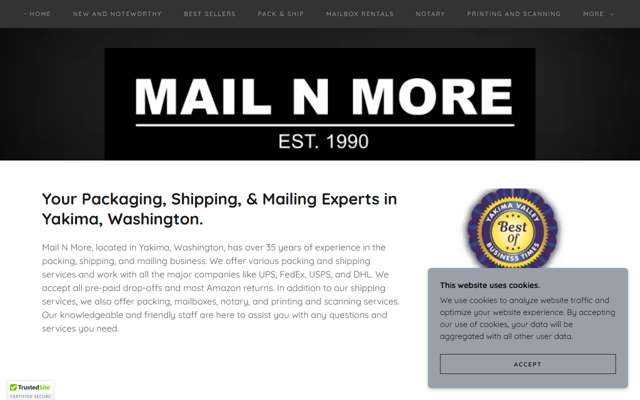 HOME NEW AND NOTEWORTHY BEST SELLERS PACK & SHIP MAILBOX RENTALS NOTARY PRINTING AND SCANNING MORE
MAIL N MORE
EST. 1990
Your Packaging, Shipping, & Mailing Experts in
Yakima, Washington.
Mail N More, located in Yakima, Washington, has over 35 years of experience in the
packing, shipping, and mailing business. We offer various packing and shipping
services and work with all the major companies like UPS, FedEx, USPS, and DHL. We
accept all pre-paid drop-offs and most Amazon returns. In addition to our shipping
services, we also offer packing, mailboxes, notary, and printing and scanning services.
Our knowledgeable and friendly staff are here to assist you with any questions and
services you need.
YAKIMA VALLEY
Best
of
BUSINESS TIMES
This website uses cookies.
We use cookies to analyze website traffic and
optimize your website experience. By accepting
our use of cookies, your data will be
aggregated with all other user data.
ACCEPT
TrustedSite
CERTIFIED SECURE